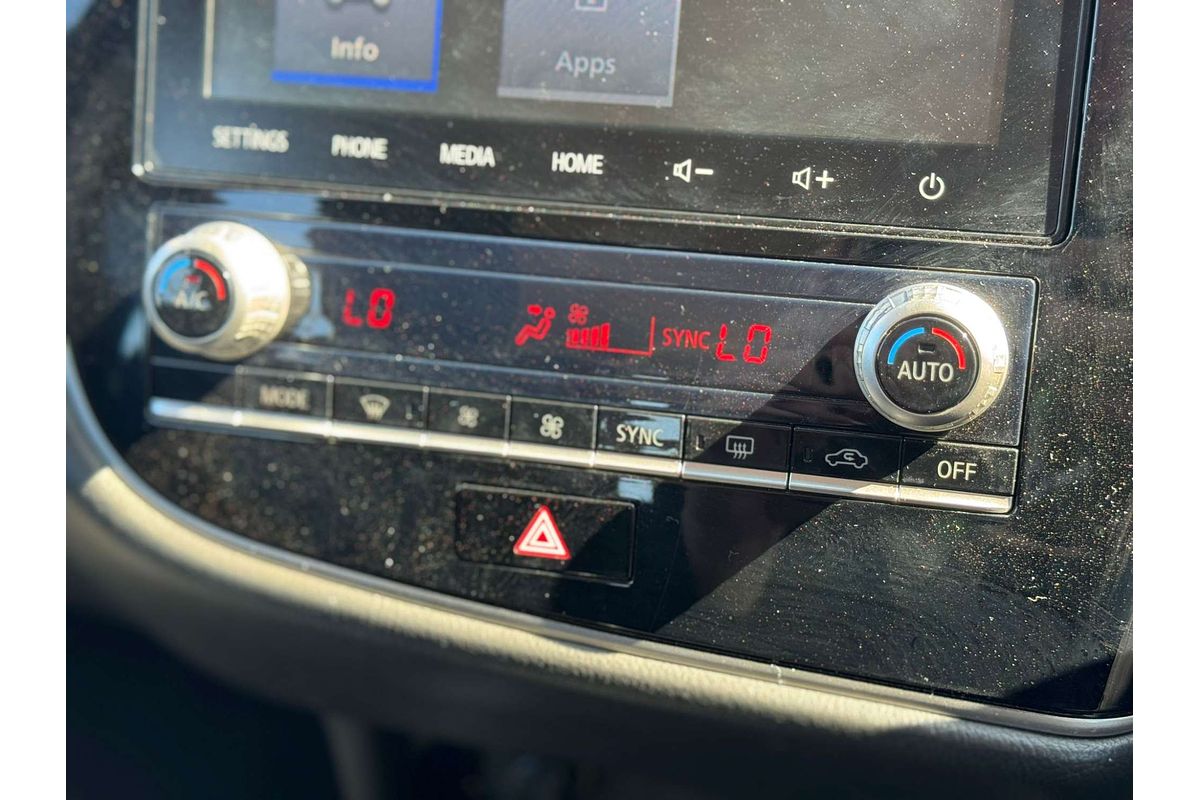 Info
Apps
SETTINGS PHONE MEDIA HOME
A/C LO SYNC LO AUTO
MODE SYNC OFF